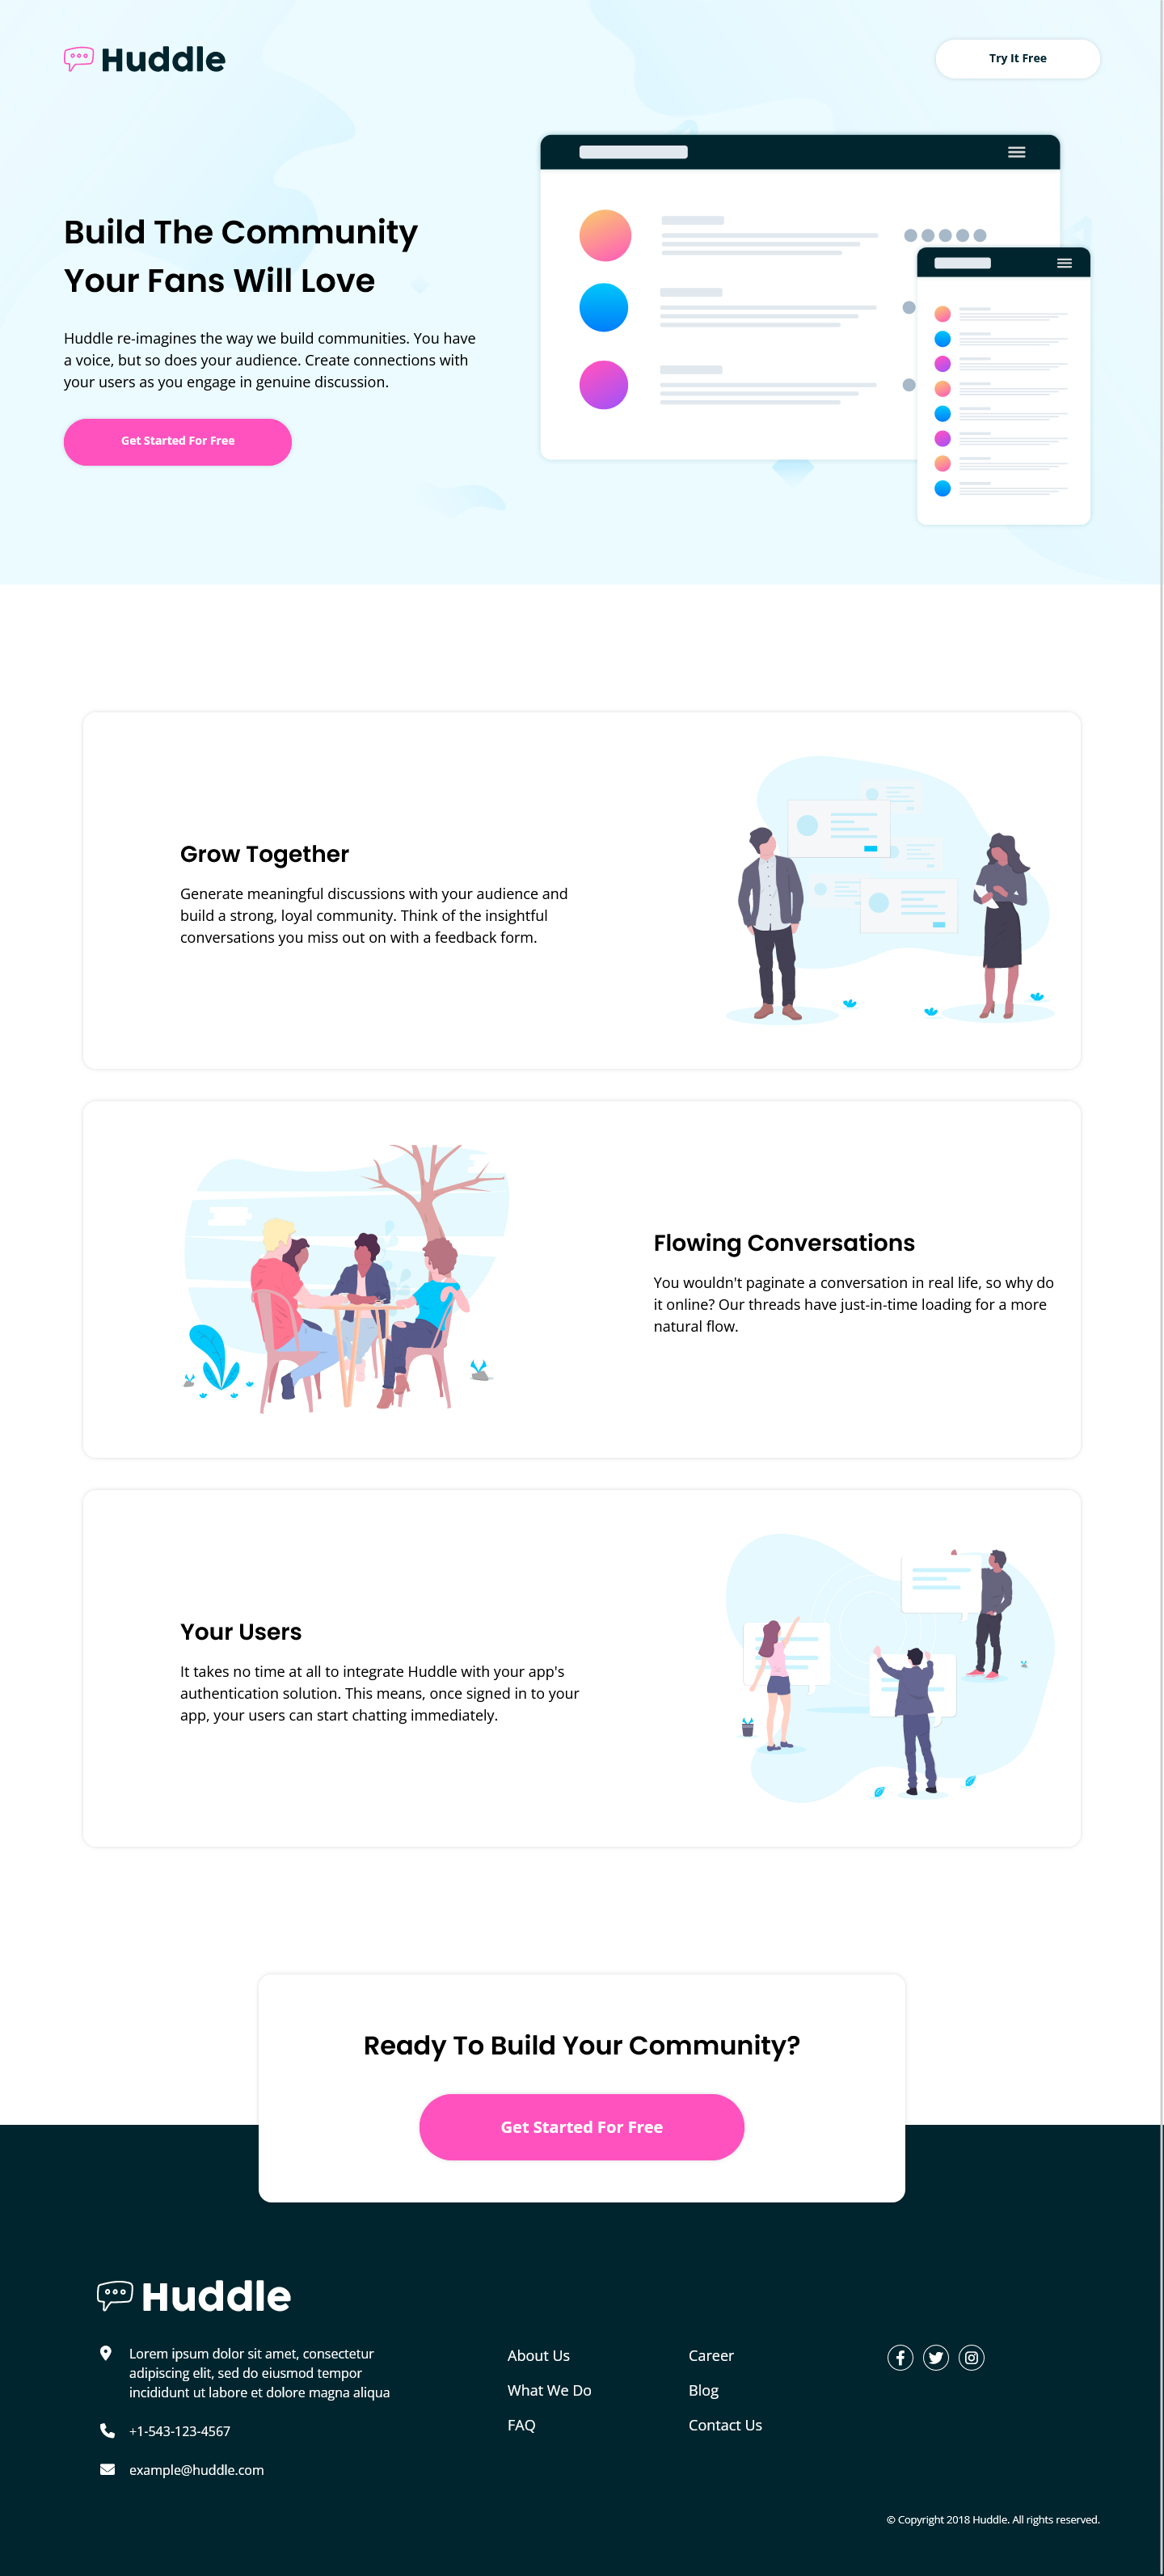 Huddle
Try It Free
Build The Community
Your Fans Will Love
Huddle re-imagines the way we build communities. You have
a voice, but so does your audience. Create connections with
your users as you engage in genuine discussion.
Get Started For Free
Grow Together
Generate meaningful discussions with your audience and
build a strong, loyal community. Think of the insightful
conversations you miss out on with a feedback form.
Flowing Conversations
You wouldn't paginate a conversation in real life, so why do
it online? Our threads have just-in-time loading for a more
natural flow.
Your Users
It takes no time at all to integrate Huddle with your app's
authentication solution. This means, once signed in to your
app, your users can start chatting immediately.
Ready To Build Your Community?
Get Started For Free
Huddle
Lorem ipsum dolor sit amet, consectetur
adipiscing elit, sed do eiusmod tempor
incididunt ut labore et dolore magna aliqua
+1-543-123-4567
example@huddle.com
About Us
What We Do
FAQ
Career
Blog
Contact Us
© Copyright 2018 Huddle. All rights reserved.